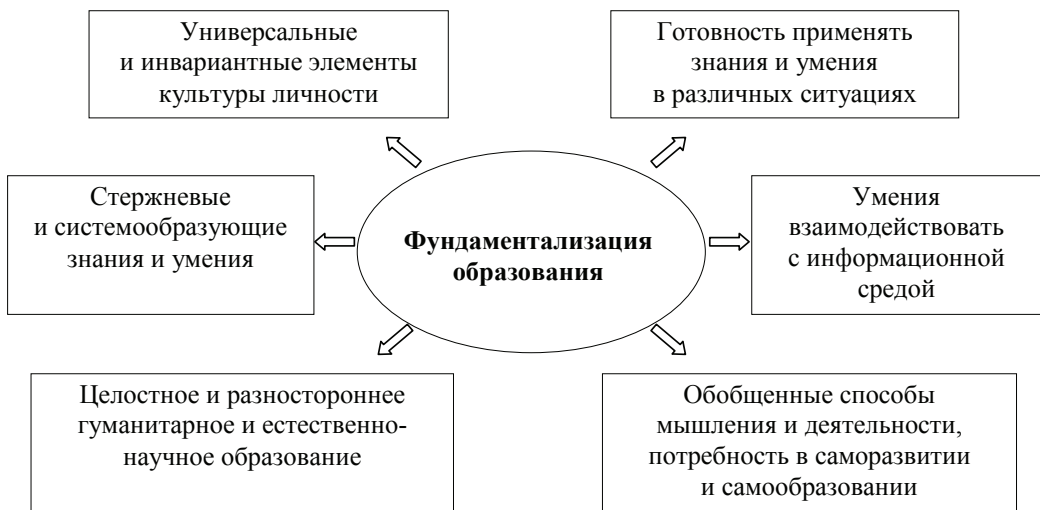 Универсальные
и инвариантные элементы
культуры личности
Готовность применять
знания и умения
в различных ситуациях
Стержневые
и системообразующие
знания и умения
Фундаментализация
образования
Умения
взаимодействовать
с информационной
средой
Целостное и разностороннее
гуманитарное и естественно-
научное образование
Обобщенные способы
мышления и деятельности,
потребность в саморазвитии
и самообразовании